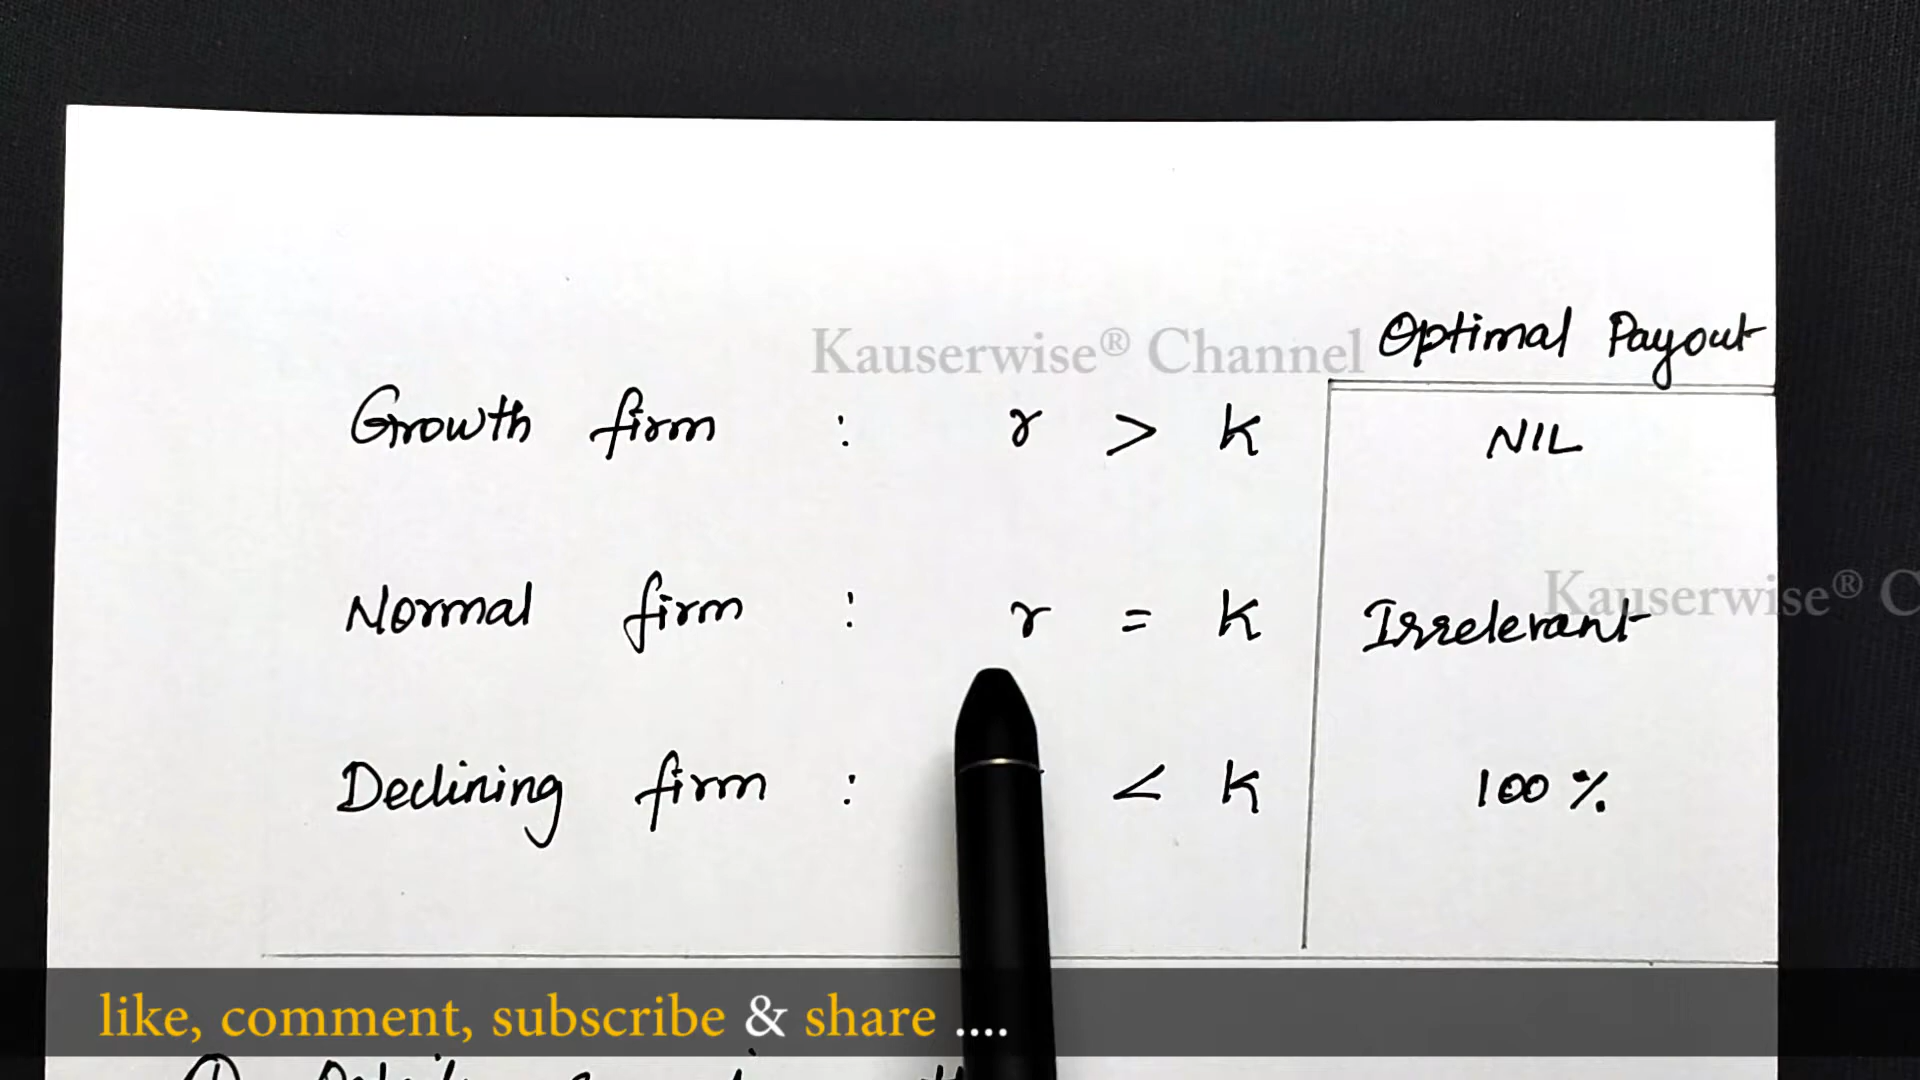 Kauserwise® Channel
Optimal Payout
Growth firm : r > k NIL
Kauserwise® C
Normal firm : r = k Irrelevant
Declining firm : < k 100 %
like, comment, subscribe & share ....